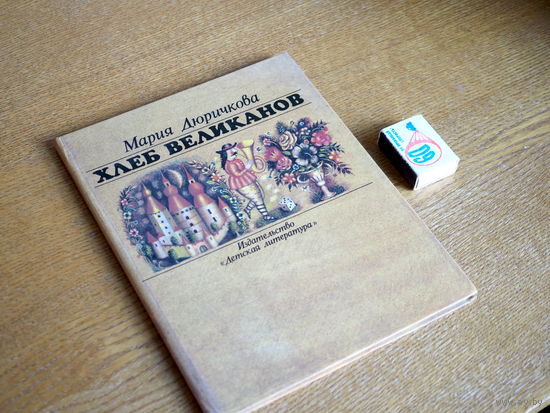 Мария Дюричкова
ХЛЕБ ВЕЛИКАНОВ
Издательство
«Детская литература»